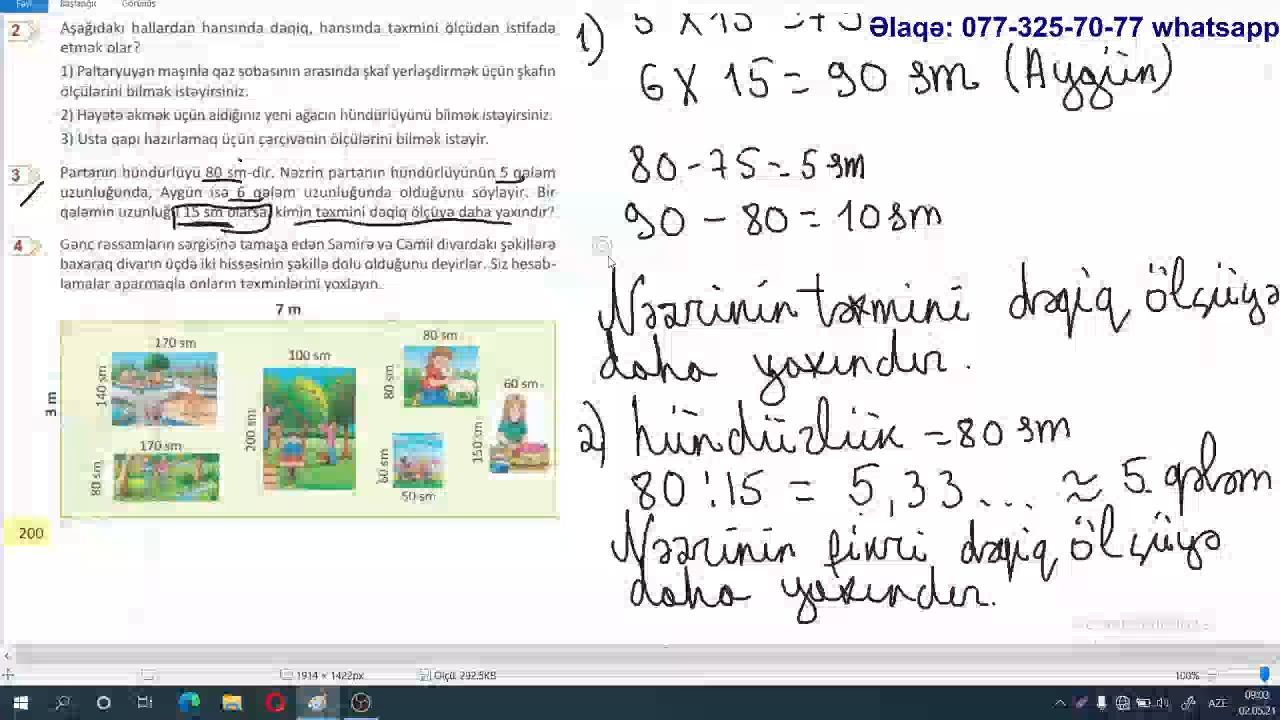 Fayl Başlanğıc Görünüş
Əlaqə: 077-325-70-77 whatsapp
2 Aşağıdakı hallardan hansında dəqiq, hansında təxmini ölçüdən istifadə
etmək olar?
1) Paltaryuyan maşınla qaz sobasının arasında şkaf yerləşdirmək üçün şkafın
ölçülərini bilmək istəyirsiniz.
2) Həyətə əkmək üçün aldığınız yeni ağacın hündürlüyünü bilmək istəyirsiniz.
3) Usta qapı hazırlamaq üçün çərçivənin ölçülərini bilmək istəyir.
3 Partanın hündürlüyü 80 sm-dir. Nəzrin partanın hündürlüyünün 5 qələm
uzunluğunda, Aygün isə 6 qələm uzunluğunda olduğunu söyləyir. Bir
qələmin uzunluğu 15 sm olarsa, kimin təxmini dəqiq ölçüyə daha yaxındır?
4 Gənc rəssamların sərgisinə tamaşa edən Səmirə və Camil divardakı şəkillərə
baxaraq divarın üçdə iki hissəsinin şəkillə dolu olduğunu deyirlər. Siz hesab-
lamalar aparmaqla onların təxminlərini yoxlayın.
7 m
3 m
170 sm
140 sm
170 sm
80 sm
100 sm
200 sm
80 sm
80 sm
60 sm
50 sm
60 sm
150 sm
200
1)
6 X 15 = 90 sm (Aygün)
80 - 75 = 5 sm
90 - 80 = 10 sm
Nəzrinin təxmini dəqiq ölçüyə
daha yaxındır.
2) hündürlük = 80 sm
80 : 15 = 5,33... ≈ 5 qələm
Nəzrinin fikri dəqiq ölçüyə
daha yaxındır.
1914 × 1422px Ölçü: 292.5KB 100%
AZE 09:03
02.05.21